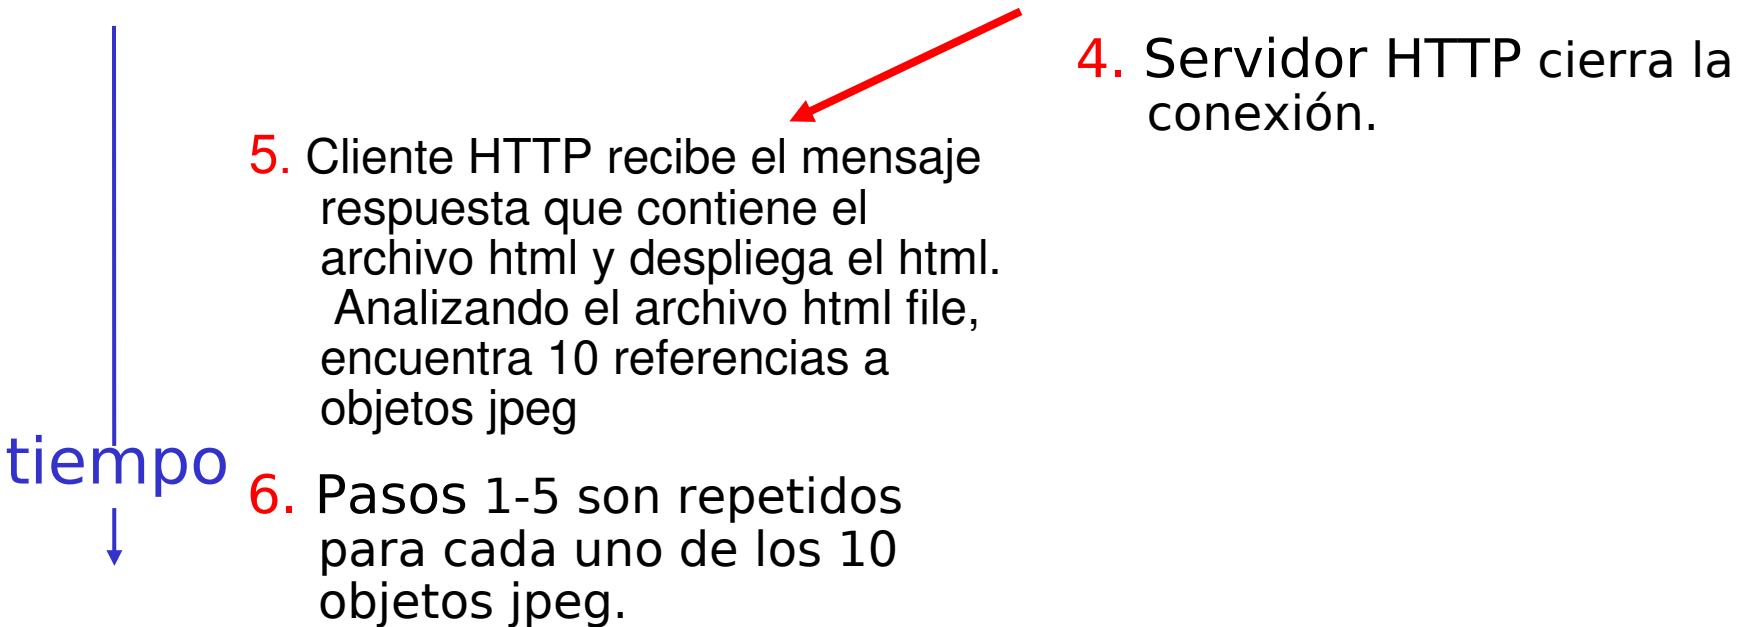 4. Servidor HTTP cierra la
conexión.
5. Cliente HTTP recibe el mensaje
respuesta que contiene el
archivo html y despliega el html.
Analizando el archivo html file,
encuentra 10 referencias a
objetos jpeg
tiempo
6. Pasos 1-5 son repetidos
para cada uno de los 10
objetos jpeg.